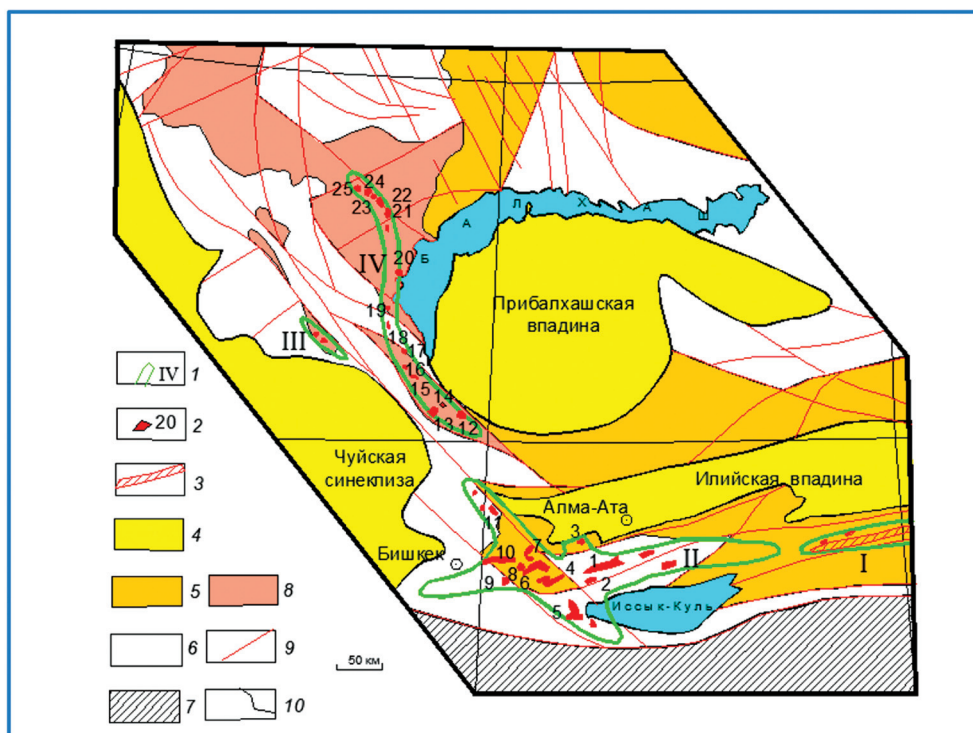 25
24
22
23
21
А Л Х А Ш
Б
20
IV
19
Прибалхашская
впадина
III
18
17
16
15
14
13
12
IV 1
20 2
3
4
5
8
6
9
7
10
50 км
Чуйская
синеклиза
Илийская впадина
Алма-Ата
Бишкек
11
3
7
10
1
II
4
I
9
8
6
2
5
Иссык-Куль